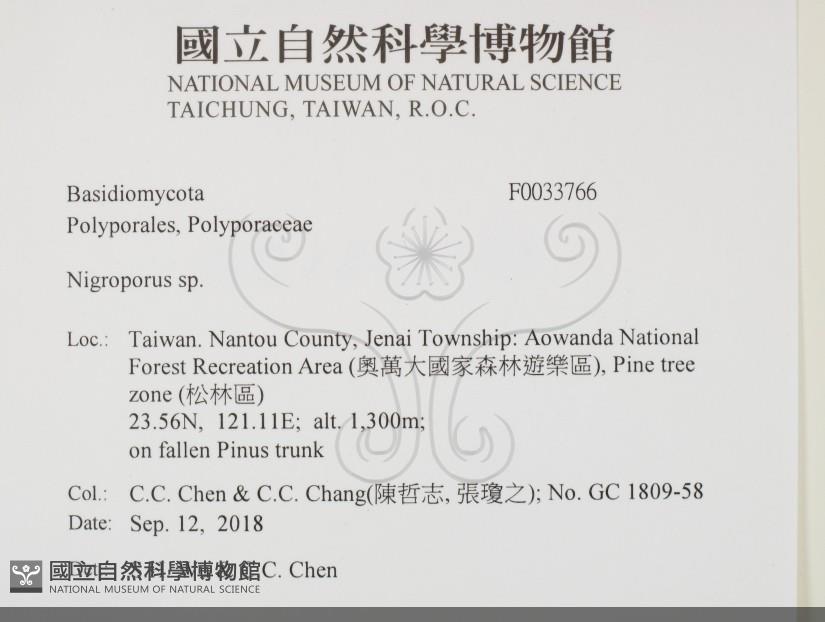 國立自然科學博物館
NATIONAL MUSEUM OF NATURAL SCIENCE
TAICHUNG, TAIWAN, R.O.C.
Basidiomycota F0033766
Polyporales, Polyporaceae
Nigroporus sp.
Loc.: Taiwan. Nantou County, Jenai Township: Aowanda National
Forest Recreation Area (奧萬大國家森林遊樂區), Pine tree
zone (松林區)
23.56N, 121.11E; alt. 1,300m;
on fallen Pinus trunk
Col.: C.C. Chen & C.C. Chang(陳哲志, 張瓊之); No. GC 1809-58
Date: Sep. 12, 2018
C. Chen
國立自然科學博物館
NATIONAL MUSEUM OF NATURAL SCIENCE